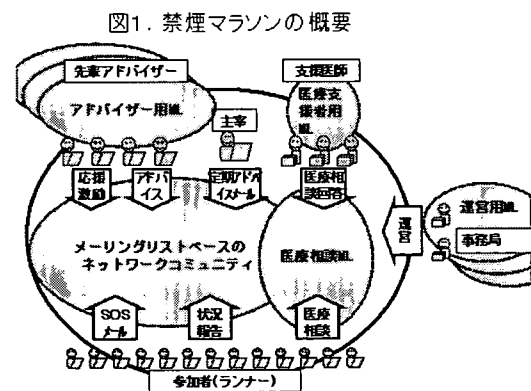 図1. 禁煙マラソンの概要
先輩アドバイザー
アドバイザー用ML
主宰
支援医師
医療支
援者用
ML
応援
激励
アドバ
イス
定期アドバ
イスメール
医療相
談回答
メーリングリストベースの
ネットワークコミュニティ
医療相談ML
運営
運営用ML
事務局
SOS
メール
状況
報告
医療
相談
参加者(ランナー)